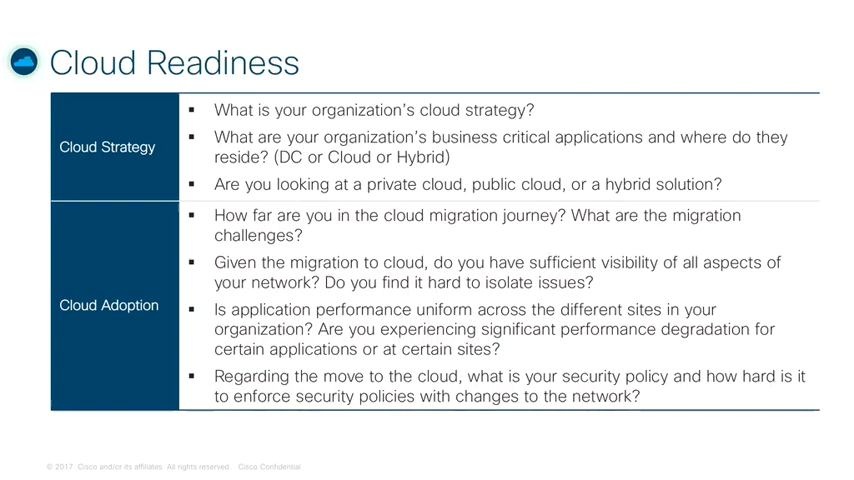 Cloud Readiness
Cloud Strategy
▪ What is your organization's cloud strategy?
▪ What are your organization's business critical applications and where do they
reside? (DC or Cloud or Hybrid)
▪ Are you looking at a private cloud, public cloud, or a hybrid solution?
Cloud Adoption
▪ How far are you in the cloud migration journey? What are the migration
challenges?
▪ Given the migration to cloud, do you have sufficient visibility of all aspects of
your network? Do you find it hard to isolate issues?
▪ Is application performance uniform across the different sites in your
organization? Are you experiencing significant performance degradation for
certain applications or at certain sites?
▪ Regarding the move to the cloud, what is your security policy and how hard is it
to enforce security policies with changes to the network?
© 2017 Cisco and/or its affiliates. All rights reserved. Cisco Confidential